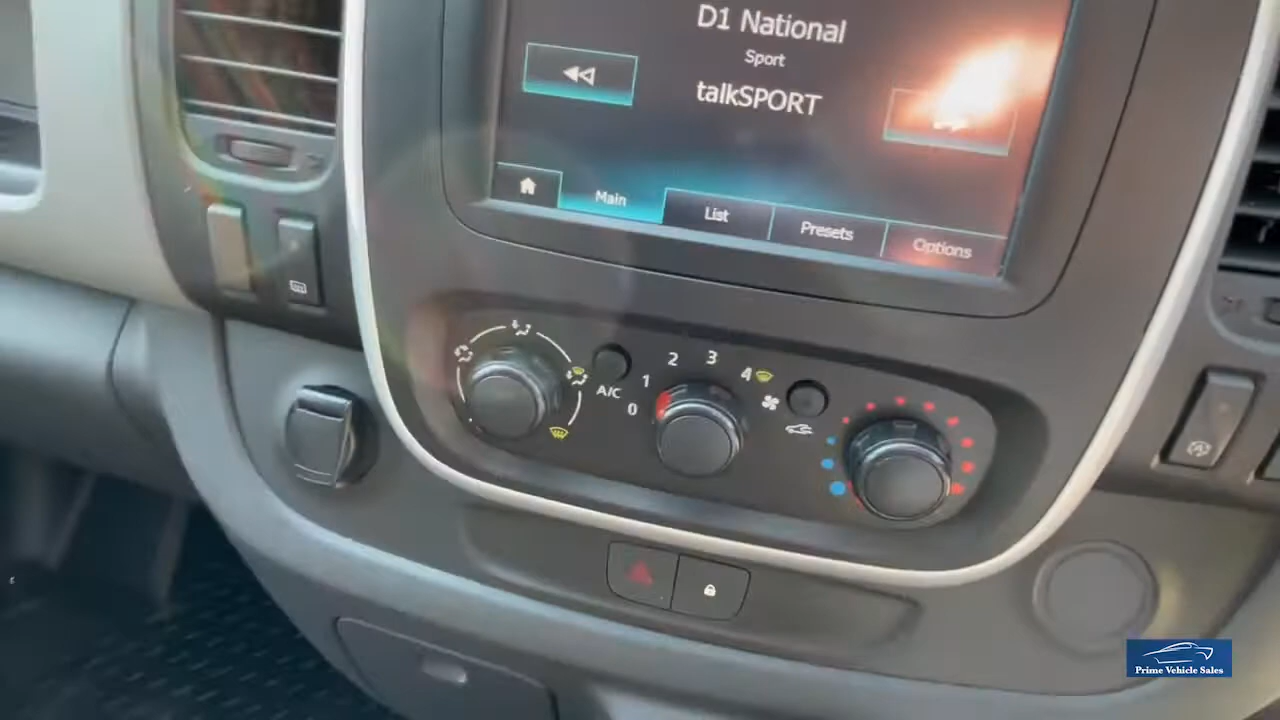 D1 National
Sport
talkSPORT
Main
List
Presets
Options
A/C
0
1
2
3
4
Prime Vehicle Sales